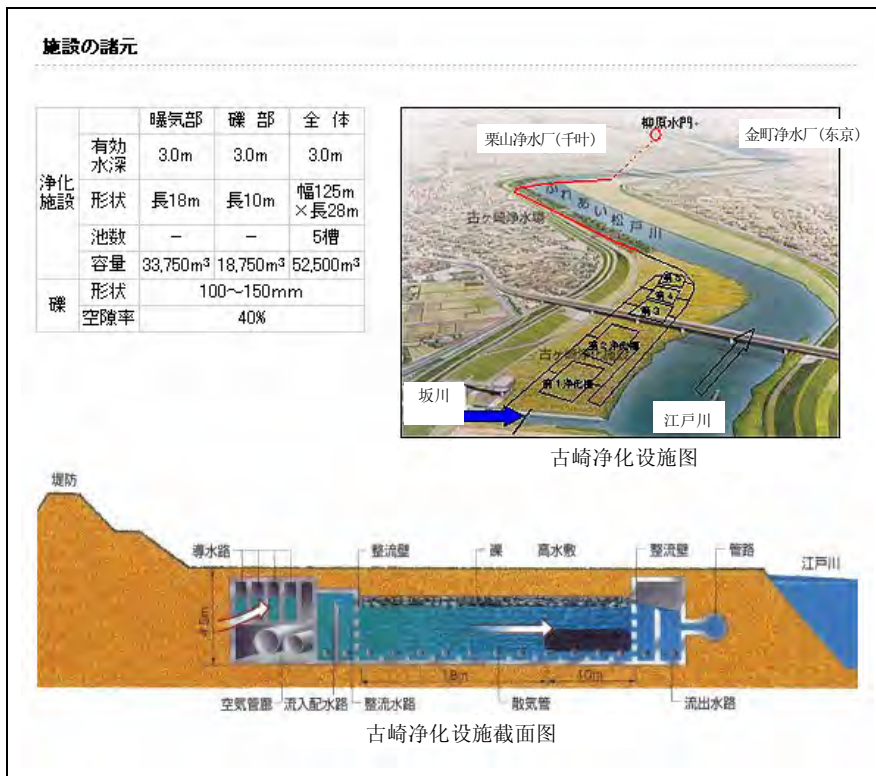 施設の諸元
曝気部 礫部 全体
浄化施設 有効水深 3.0m 3.0m 3.0m
形状 長18m 長10m 幅125m×長28m
池数 － － 5槽
容量 33,750m³ 18,750m³ 52,500m³
礫 形状 100～150mm
空隙率 40%
柳原水門
栗山净水厂(千叶)
金町净水厂(东京)
ふれあい松戸川
古ヶ崎浄水場
第5
第4
第3
第2浄化槽
古ヶ崎浄化施設
第1浄化槽
坂川
江戸川
古崎净化设施图
堤防
導水路 整流壁 礫 高水敷 整流壁 管路
江戸川
4.5m
18m 10m
空気管廊 流入配水路 整流水路 散気管 流出水路
古崎净化设施截面图